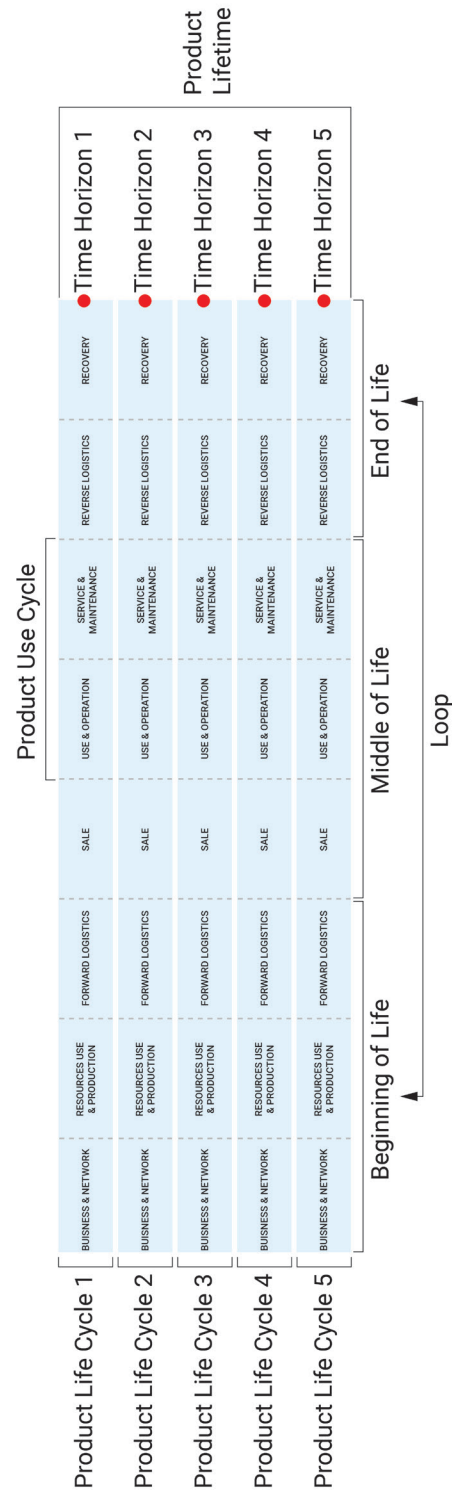 Product Use Cycle
Product Life Cycle 1
BUISNESS & NETWORK
RESOURCES USE
& PRODUCTION
FORWARD LOGISTICS
SALE
USE & OPERATION
SERVICE &
MAINTENANCE
REVERSE LOGISTICS
RECOVERY
Time Horizon 1
Product Life Cycle 2
BUISNESS & NETWORK
RESOURCES USE
& PRODUCTION
FORWARD LOGISTICS
SALE
USE & OPERATION
SERVICE &
MAINTENANCE
REVERSE LOGISTICS
RECOVERY
Time Horizon 2
Product Life Cycle 3
BUISNESS & NETWORK
RESOURCES USE
& PRODUCTION
FORWARD LOGISTICS
SALE
USE & OPERATION
SERVICE &
MAINTENANCE
REVERSE LOGISTICS
RECOVERY
Time Horizon 3
Product Life Cycle 4
BUISNESS & NETWORK
RESOURCES USE
& PRODUCTION
FORWARD LOGISTICS
SALE
USE & OPERATION
SERVICE &
MAINTENANCE
REVERSE LOGISTICS
RECOVERY
Time Horizon 4
Product Life Cycle 5
BUISNESS & NETWORK
RESOURCES USE
& PRODUCTION
FORWARD LOGISTICS
SALE
USE & OPERATION
SERVICE &
MAINTENANCE
REVERSE LOGISTICS
RECOVERY
Time Horizon 5
Product
Lifetime
Beginning of Life
Middle of Life
End of Life
Loop